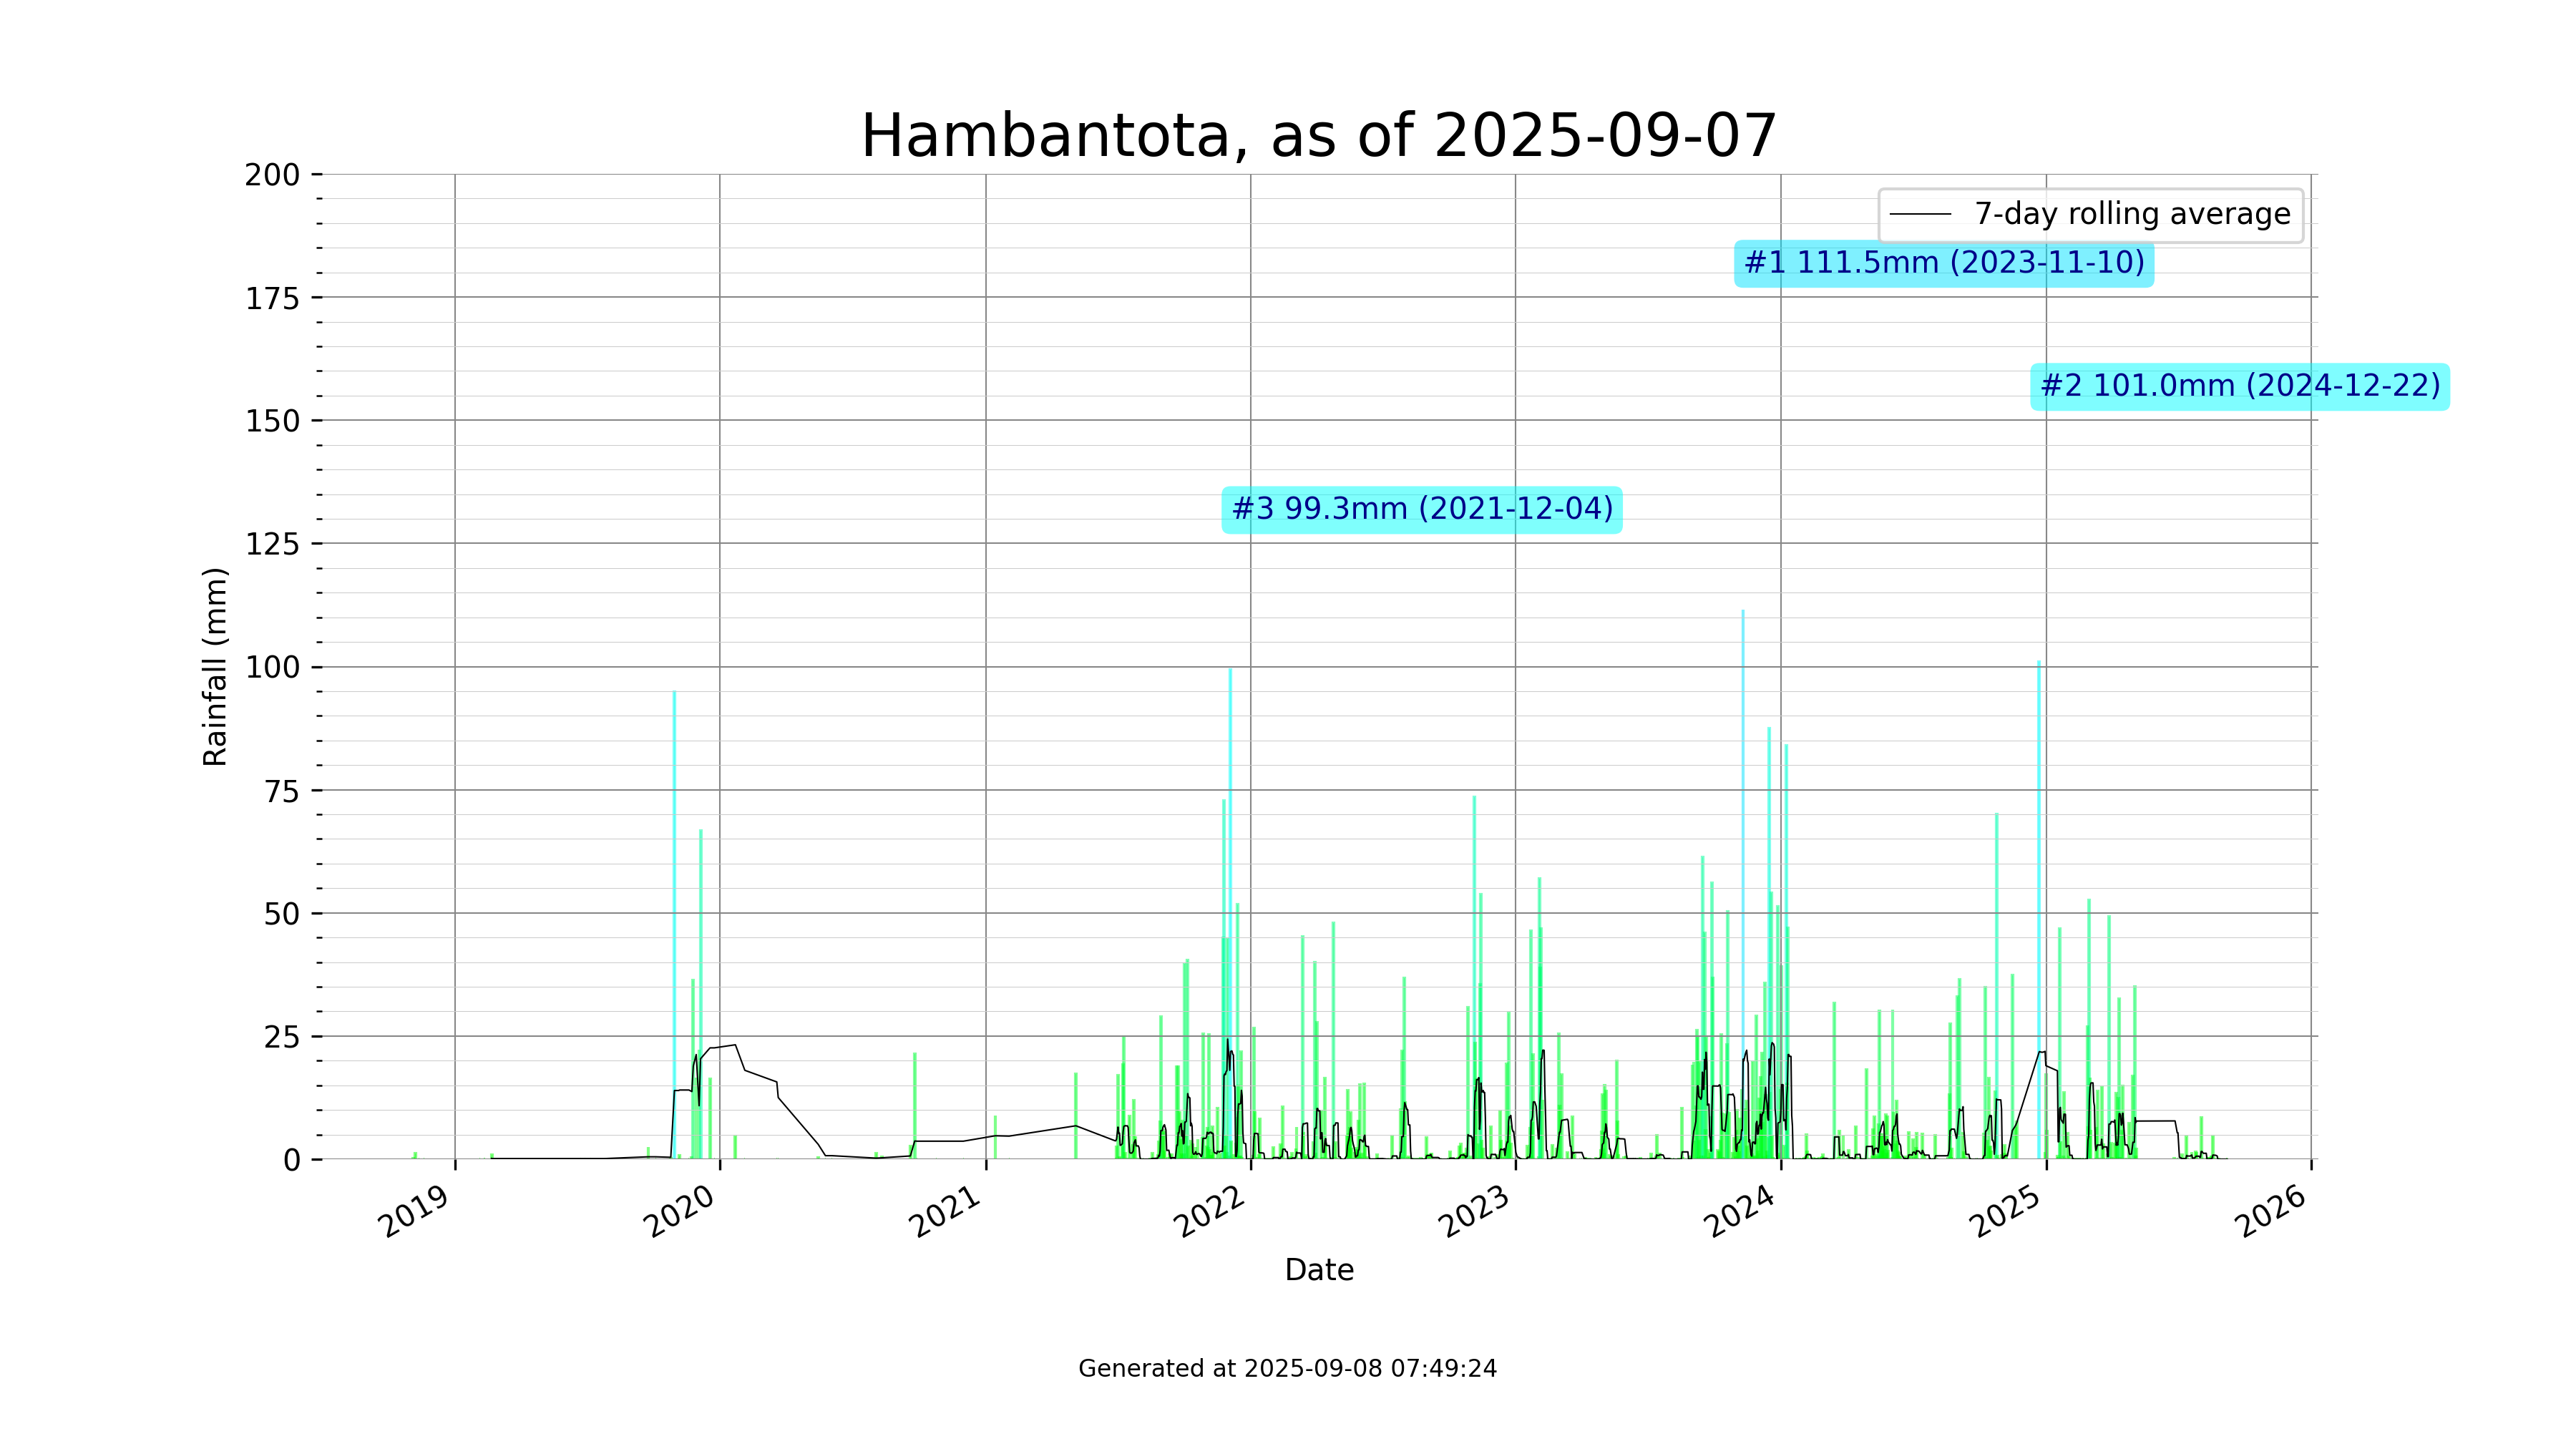 Hambantota, as of 2025-09-07
200
175
150
125
100
75
50
25
0
Rainfall (mm)
7-day rolling average
#1 111.5mm (2023-11-10)
#2 101.0mm (2024-12-22)
#3 99.3mm (2021-12-04)
2019
2020
2021
2022
2023
2024
2025
2026
Date
Generated at 2025-09-08 07:49:24